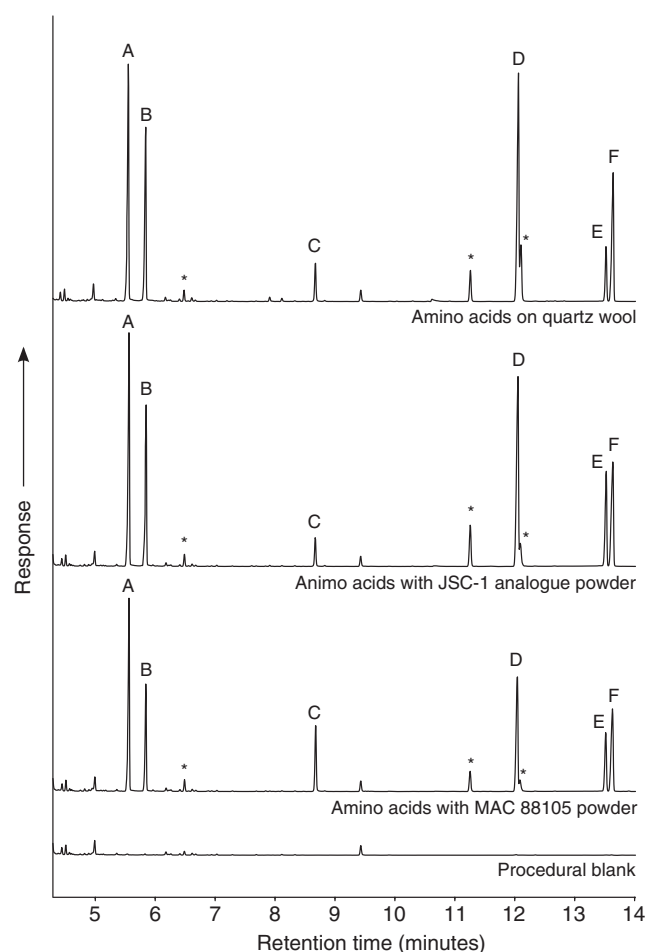 A
D
B
F
E
C
*
*
*
Amino acids on quartz wool
A
D
B
F
E
*
C
*
*
Animo acids with JSC-1 analogue powder
A
D
B
F
C
E
*
*
*
Amino acids with MAC 88105 powder
Procedural blank
Response
5 6 7 8 9 10 11 12 13 14
Retention time (minutes)